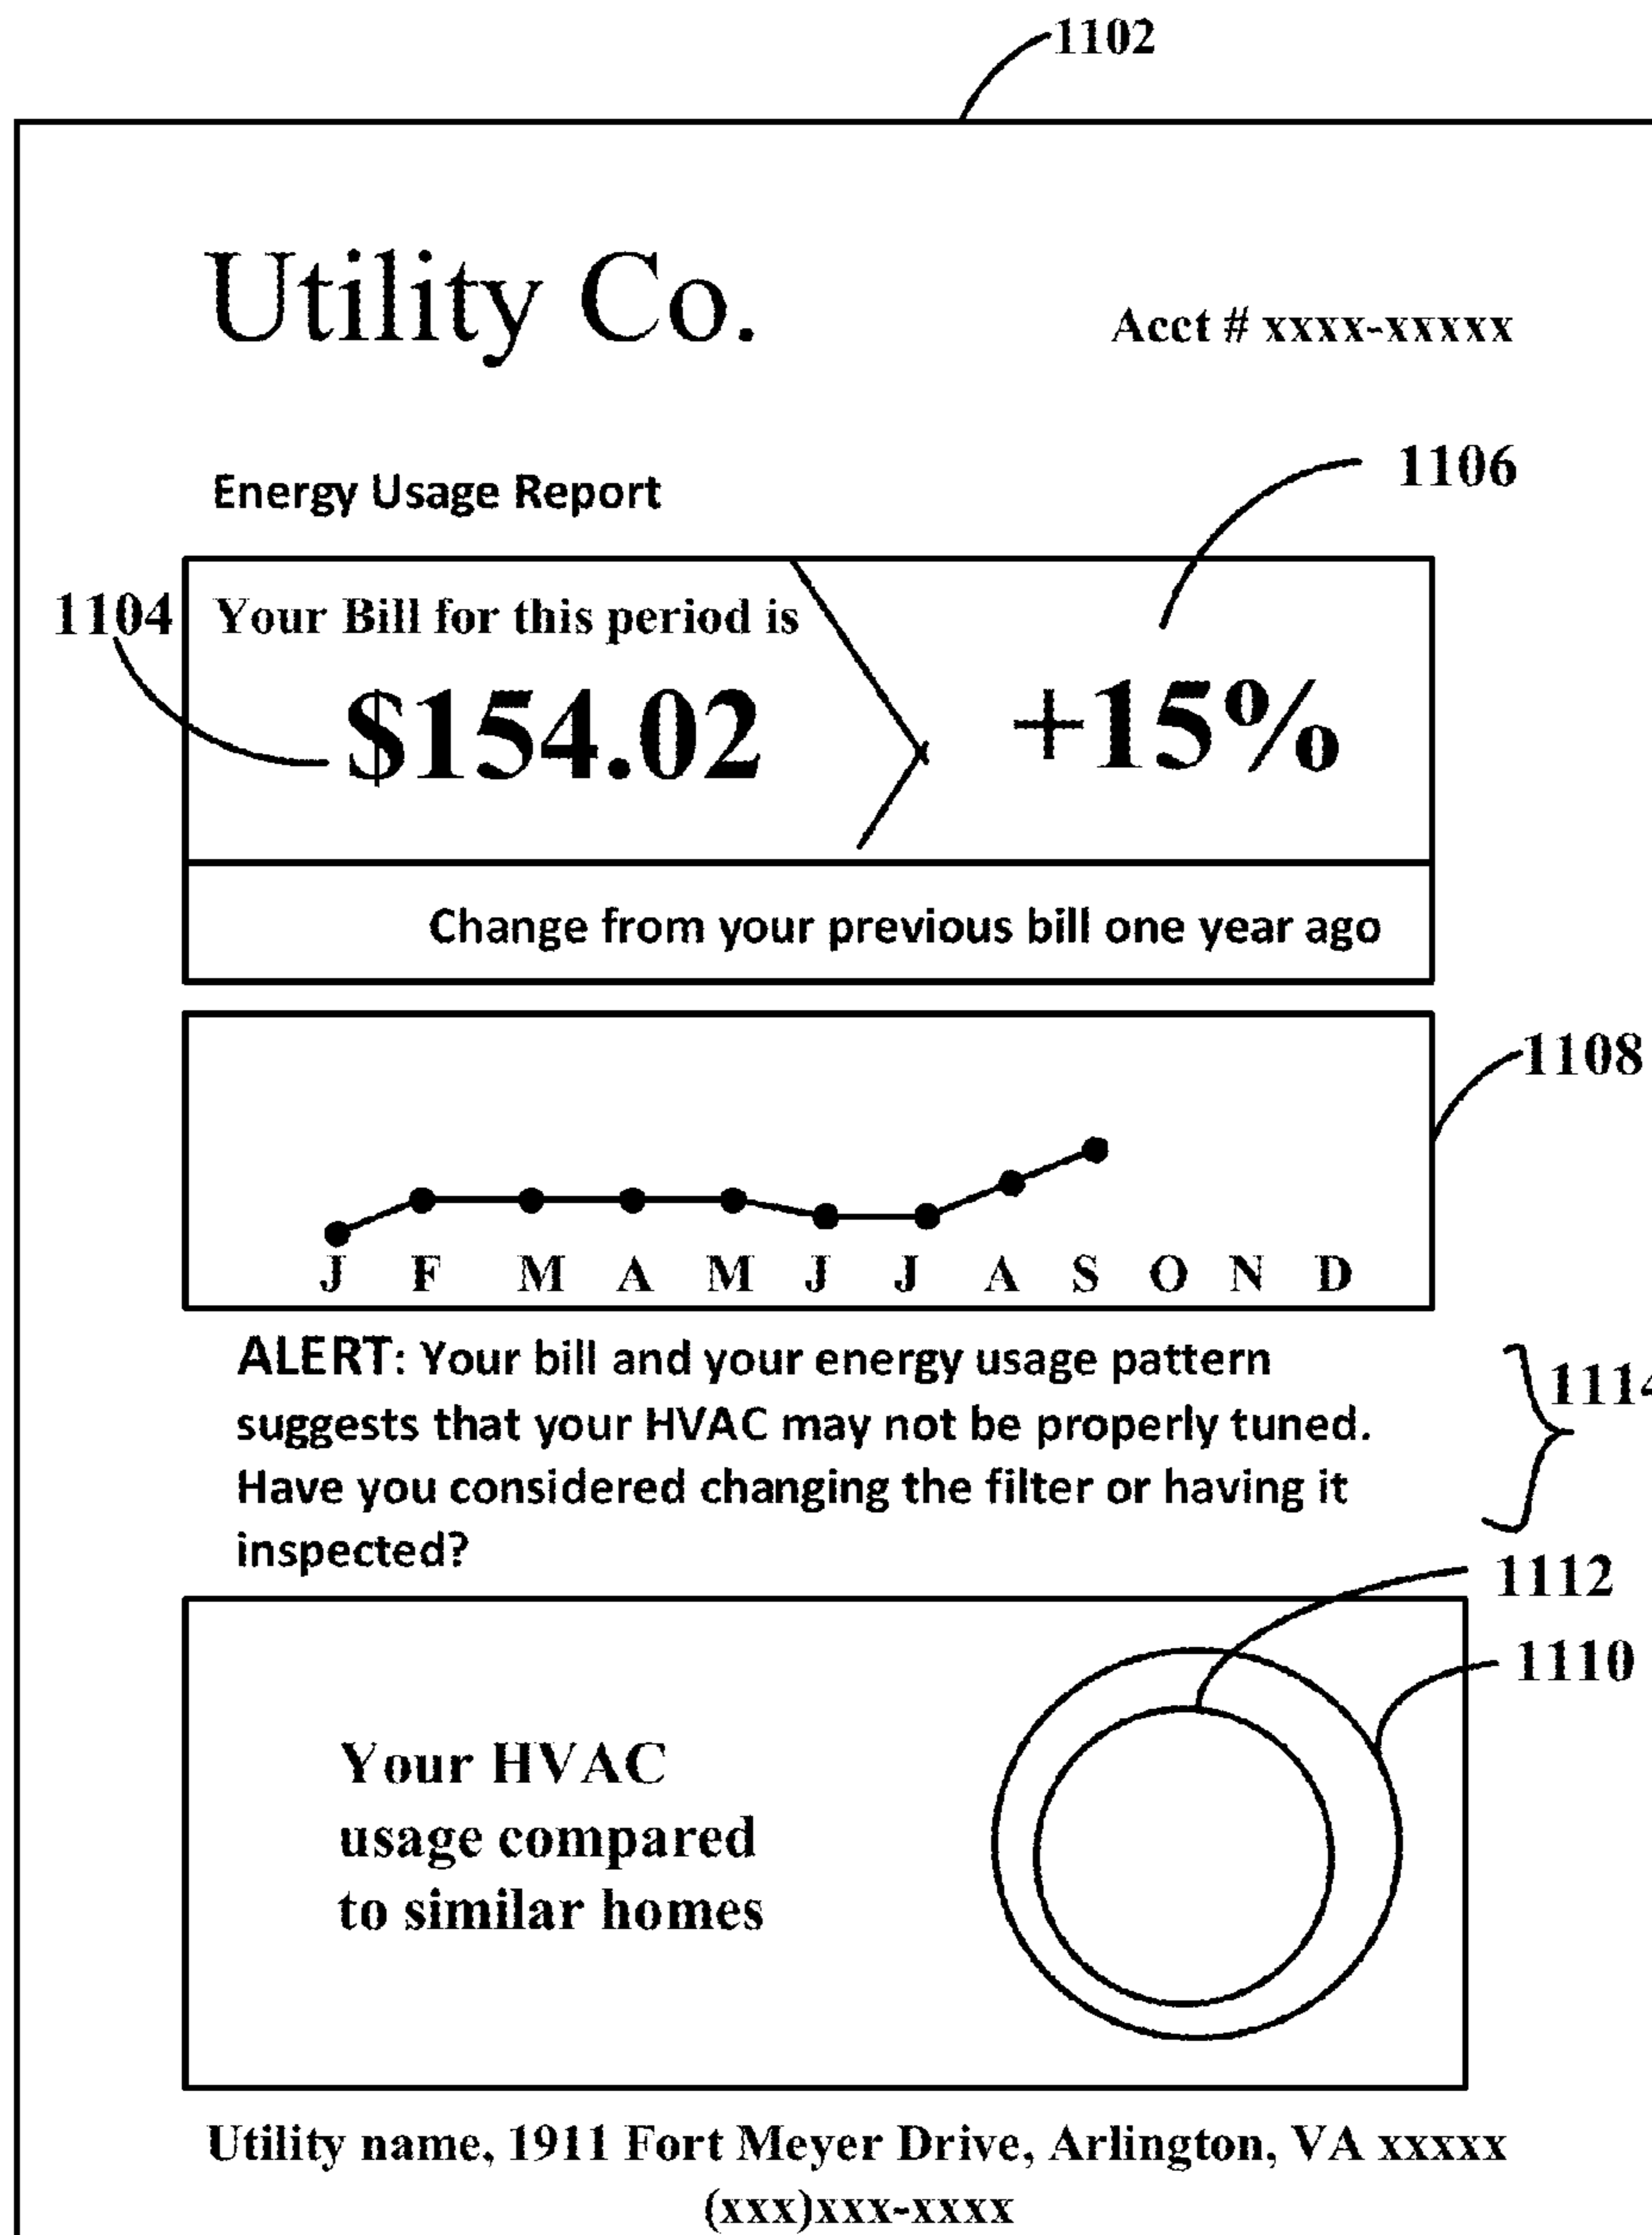 1102
Utility Co.
Acct # xxxx-xxxxx
Energy Usage Report
1106
1104
Your Bill for this period is
$154.02
+15%
Change from your previous bill one year ago
1108
J F M A M J J A S O N D
ALERT: Your bill and your energy usage pattern
suggests that your HVAC may not be properly tuned.
Have you considered changing the filter or having it
inspected?
1114
1112
1110
Your HVAC
usage compared
to similar homes
Utility name, 1911 Fort Meyer Drive, Arlington, VA xxxxx
(xxx)xxx-xxxx